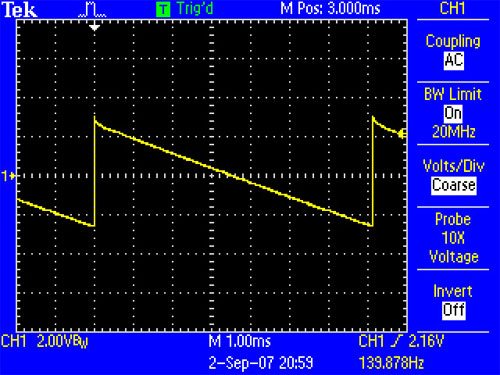 Tek T Trig'd M Pos: 3.000ms CH1
Coupling
AC
BW Limit
On
20MHz
Volts/Div
Coarse
Probe
10X
Voltage
Invert
Off
1
CH1 2.00VBW M 1.00ms CH1 2.16V
2-Sep-07 20:59 139.878Hz